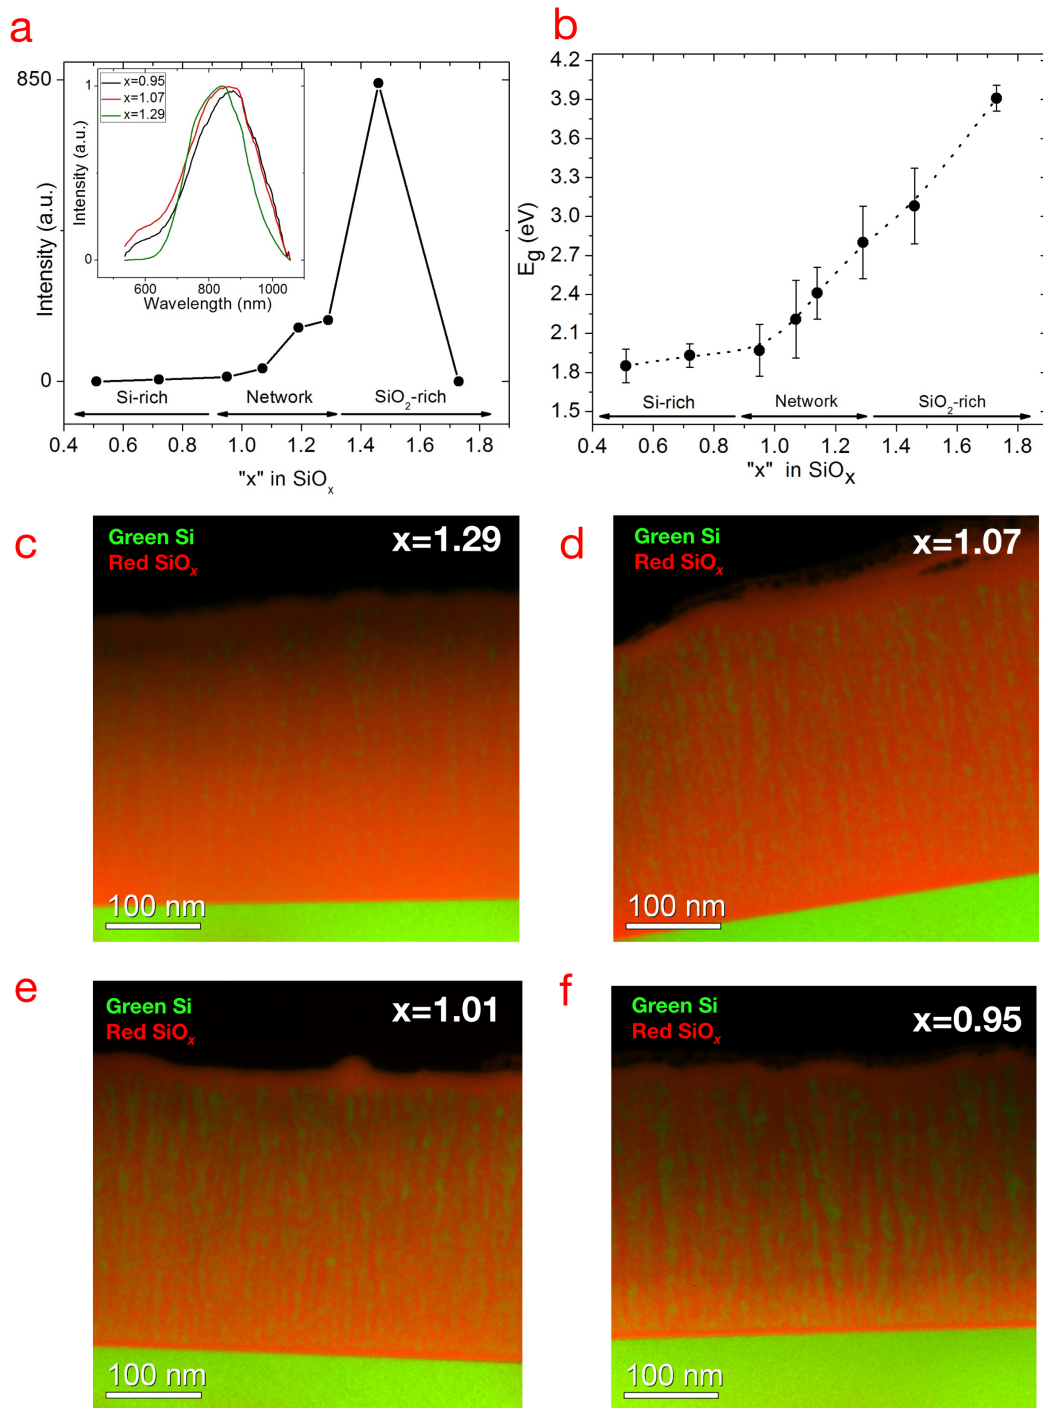 a
Intensity (a.u.)
850
0
x=0.95
x=1.07
x=1.29
Intensity (a.u.)
1
0
600 800 1000
Wavelength (nm)
Si-rich Network SiO2-rich
0.4 0.6 0.8 1.0 1.2 1.4 1.6 1.8
"x" in SiOx
b
Eg (eV)
4.2
3.9
3.6
3.3
3.0
2.7
2.4
2.1
1.8
1.5
Si-rich Network SiO2-rich
0.4 0.6 0.8 1.0 1.2 1.4 1.6 1.8
"x" in SiOx
c
Green Si
Red SiOx
x=1.29
100 nm
d
Green Si
Red SiOx
x=1.07
100 nm
e
Green Si
Red SiOx
x=1.01
100 nm
f
Green Si
Red SiOx
x=0.95
100 nm